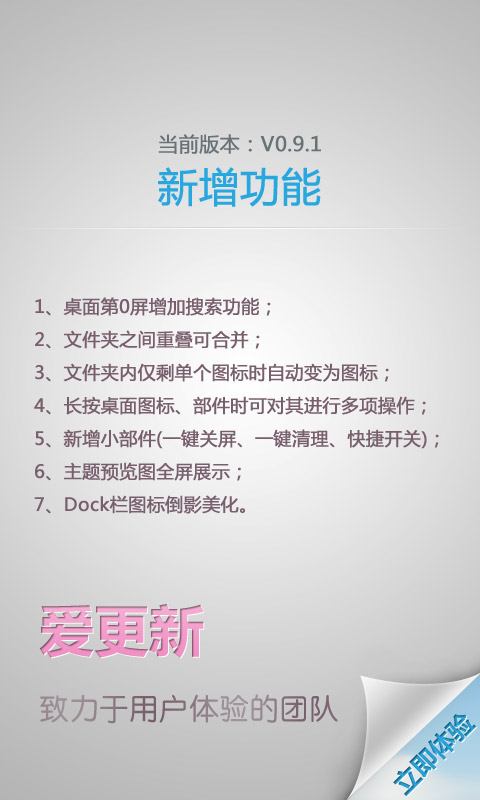 当前版本：V0.9.1
新增功能
1、桌面第0屏增加搜索功能；
2、文件夹之间重叠可合并；
3、文件夹内仅剩单个图标时自动变为图标；
4、长按桌面图标、部件时可对其进行多项操作；
5、新增小部件(一键关屏、一键清理、快捷开关)；
6、主题预览图全屏展示；
7、Dock栏图标倒影美化。
爱更新
致力于用户体验的团队
立即体验